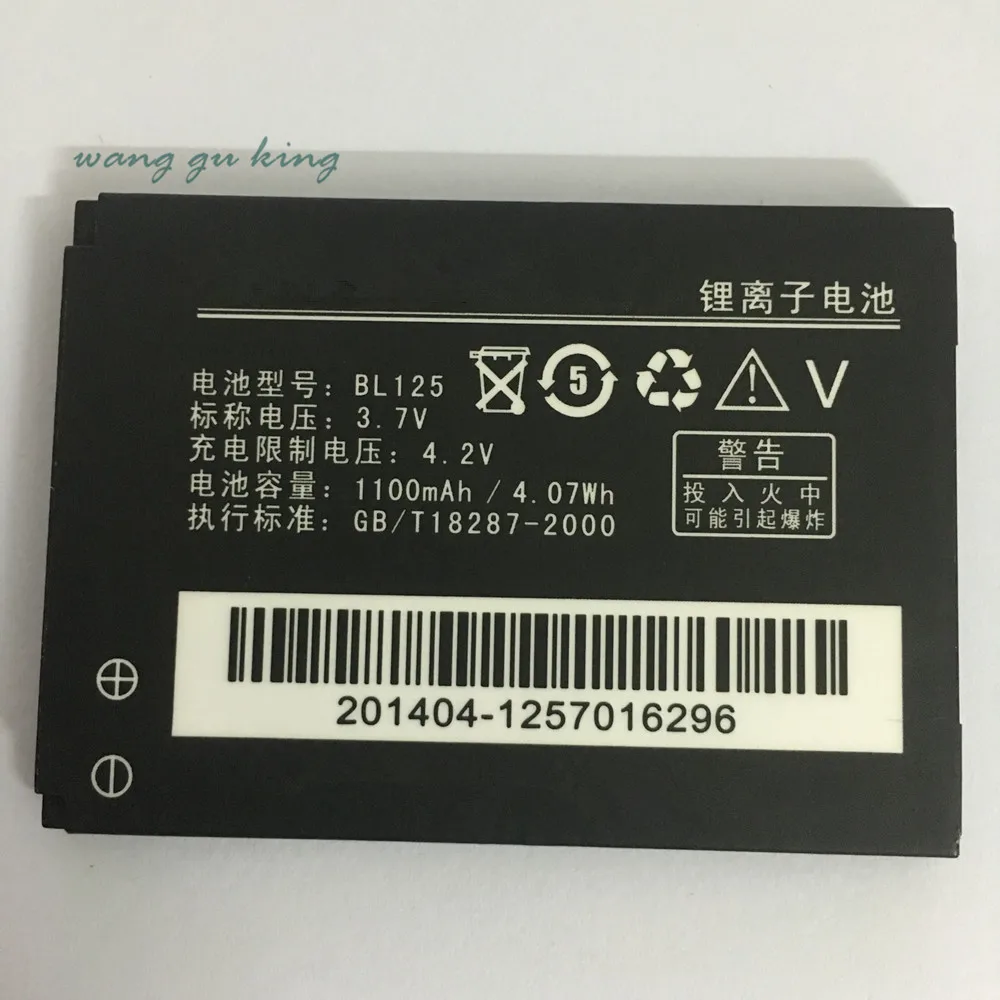 wang gu king
锂离子电池
电池型号: BL125
标称电压: 3.7V
充电限制电压: 4.2V
电池容量: 1100mAh / 4.07Wh
执行标准: GB/T18287-2000
5
V
警告
投入火中
可能引起爆炸
201404-1257016296